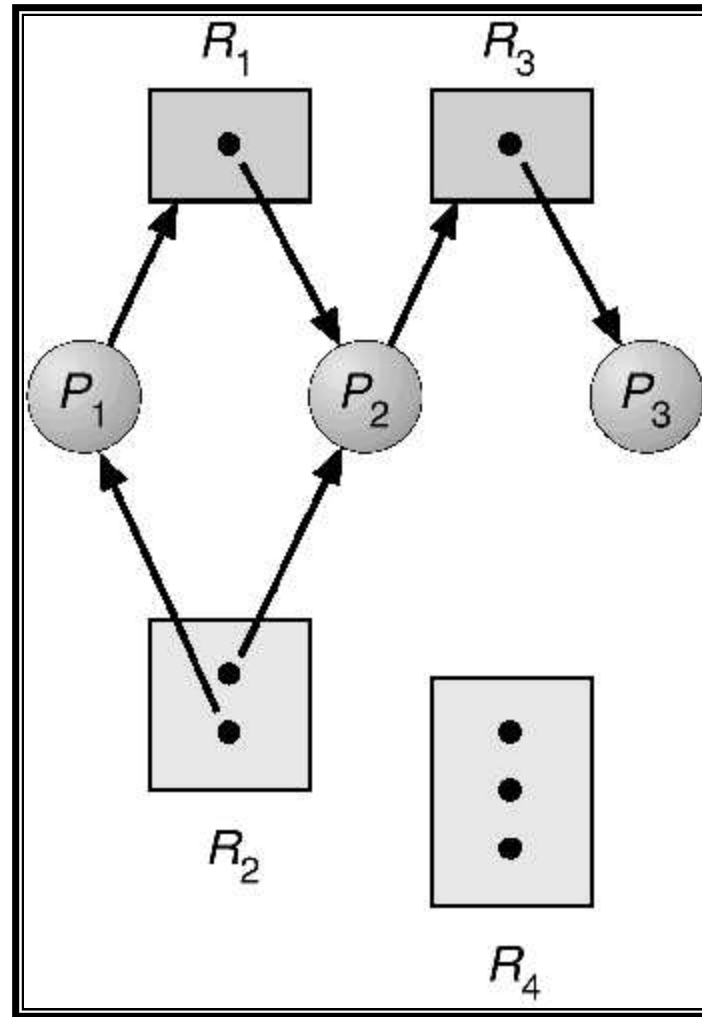 R₁ R₃
P₁ P₂ P₃
R₂
R₄